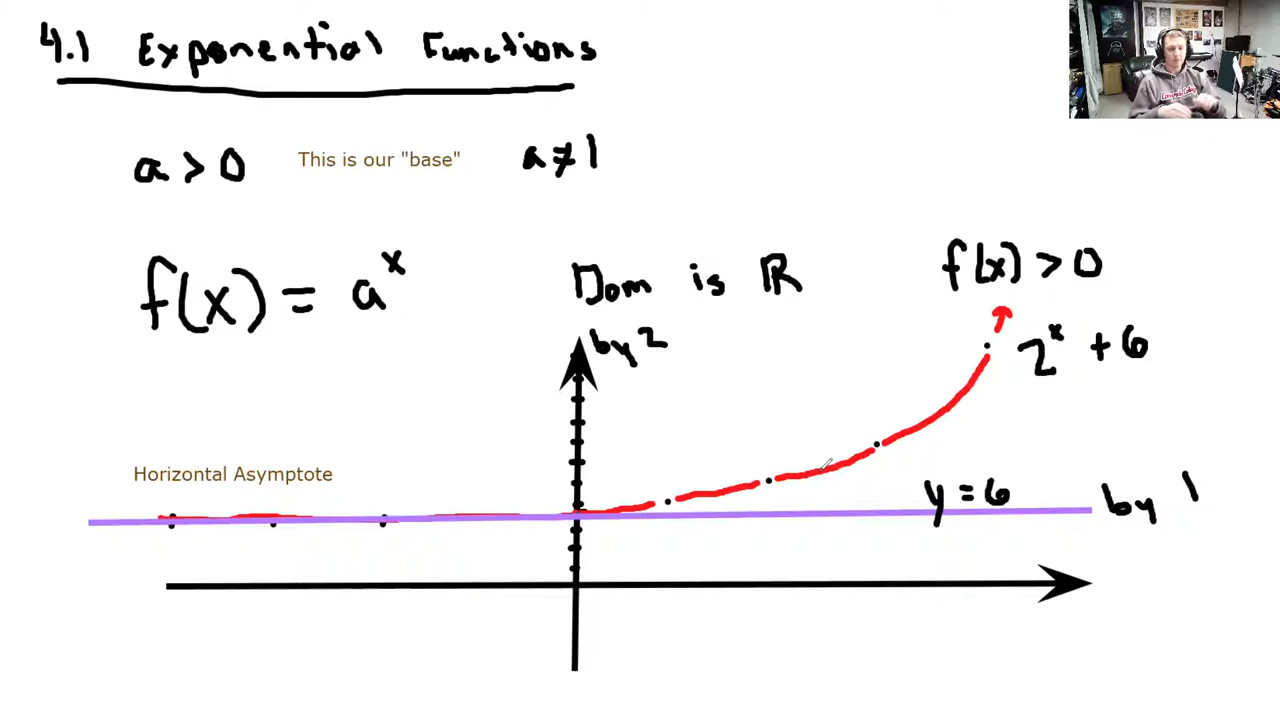 4.1 Exponential Functions
a > 0 This is our "base" a ≠ 1
f(x) = a^x
Dom is ℝ
f(x) > 0
by 2
2^x + 6
Horizontal Asymptote
y = 6
by 1